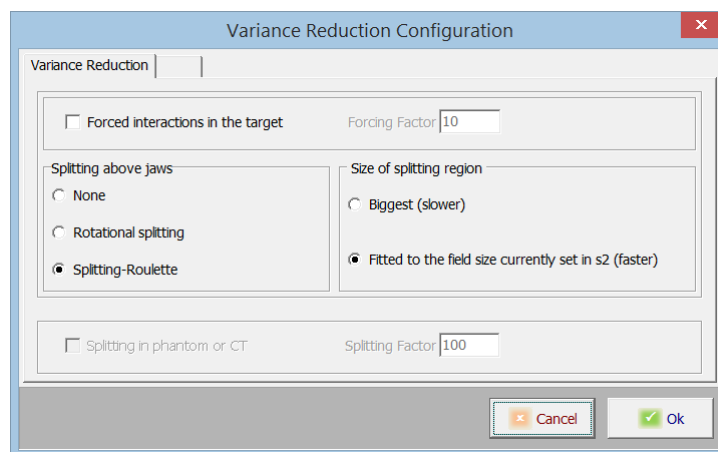 Variance Reduction Configuration
Variance Reduction
Forced interactions in the target Forcing Factor 10
Splitting above jaws Size of splitting region
None
Biggest (slower)
Rotational splitting
Fitted to the field size currently set in s2 (faster)
Splitting-Roulette
Splitting in phantom or CT Splitting Factor 100
Cancel Ok